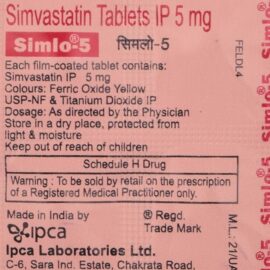 Simvastatin Tablets IP 5 mg
Simlo®-5 सिमलो-5
Each film-coated tablet contains:
Simvastatin IP 5 mg
Colours: Ferric Oxide Yellow
USP-NF & Titanium Dioxide IP
Dosage: As directed by the Physician
Store in a dry place, protected from
light & moisture
Keep out of reach of children
FELDL4
Schedule H Drug
Warning : To be sold by retail on the prescription
of a Registered Medical Practitioner only.
Made in India by ® Regd.
ipca Trade Mark
Ipca Laboratories Ltd.
C-6, Sara Ind. Estate, Chakrata Road,
M.L.: 21/U